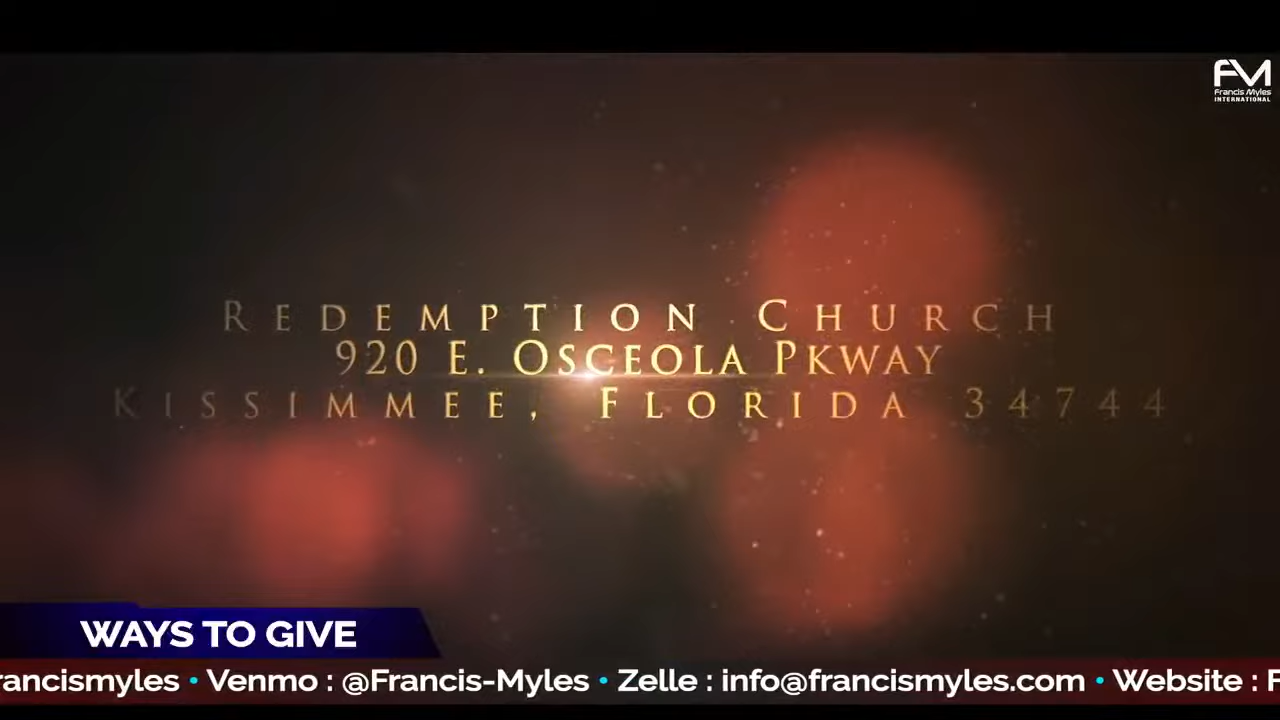 FM
Francis Myles
INTERNATIONAL
REDEMPTION CHURCH
920 E. OSCEOLA PKWAY
KISSIMMEE, FLORIDA 34744
WAYS TO GIVE
rancismyles • Venmo : @Francis-Myles • Zelle : info@francismyles.com • Website : F